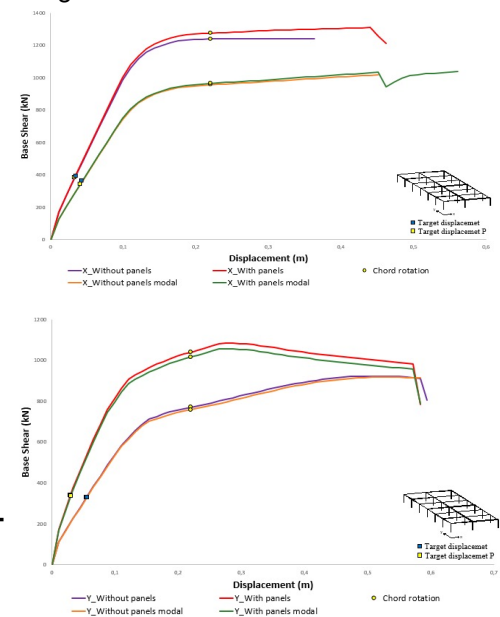 1400
1200
1000
800
600
400
200
0
0,1
0,2
0,3
0,4
0,5
0,6
Base Shear (kN)
Displacement (m)
Target displacemet
Target displacemet P
X_Without panels
X_With panels
Chord rotation
X_Without panels modal
X_With panels modal
1200
1000
800
600
400
200
0
0
0,1
0,2
0,3
0,4
0,5
0,6
0,7
Base Shear (kN)
Displacement (m)
Target displacemet
Target displacemet P
Y_Without panels
Y_With panels
Chord rotation
Y_Without panels modal
Y_With panels modal